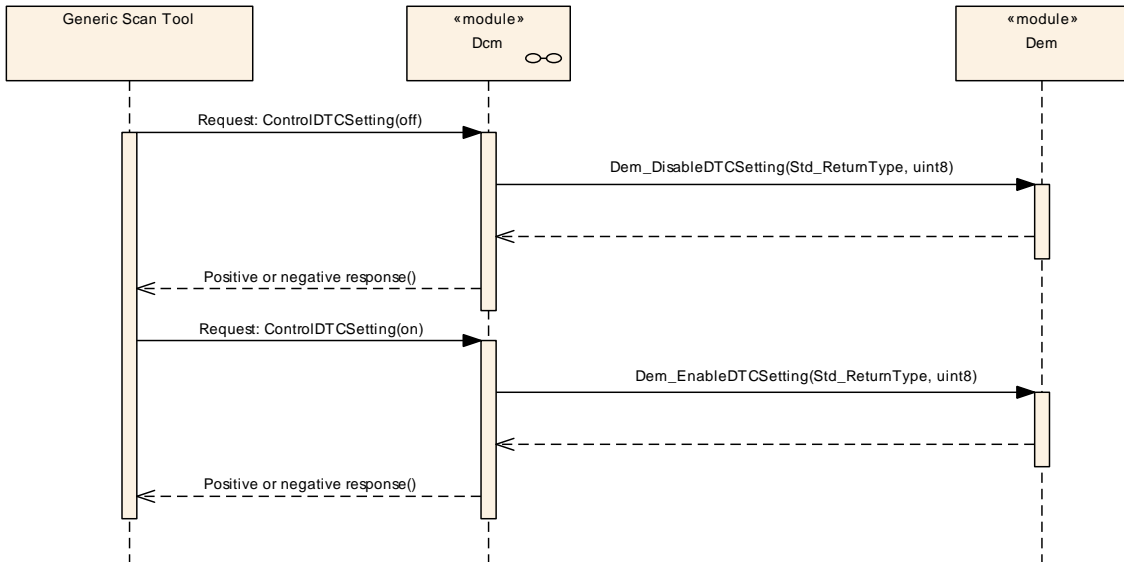 Generic Scan Tool
«module»
Dcm
«module»
Dem
Request: ControlDTCSetting(off)
Dem_DisableDTCSetting(Std_ReturnType, uint8)
Positive or negative response()
Request: ControlDTCSetting(on)
Dem_EnableDTCSetting(Std_ReturnType, uint8)
Positive or negative response()